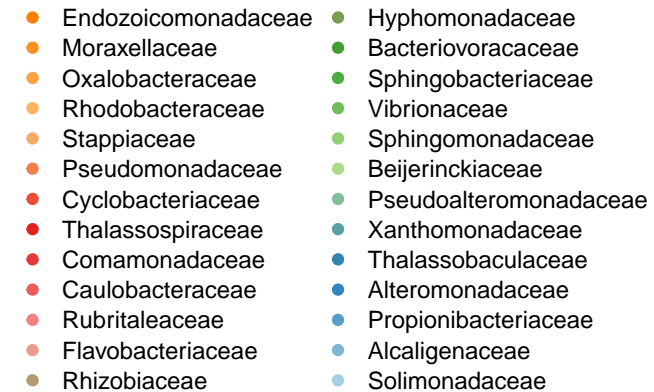 Endozoicomonadaceae
Moraxellaceae
Oxalobacteraceae
Rhodobacteraceae
Stappiaceae
Pseudomonadaceae
Cyclobacteriaceae
Thalassospiraceae
Comamonadaceae
Caulobacteraceae
Rubritaleaceae
Flavobacteriaceae
Rhizobiaceae
Hyphomonadaceae
Bacteriovoracaceae
Sphingobacteriaceae
Vibrionaceae
Sphingomonadaceae
Beijerinckiaceae
Pseudoalteromonadaceae
Xanthomonadaceae
Thalassobaculaceae
Alteromonadaceae
Propionibacteriaceae
Alcaligenaceae
Solimonadaceae